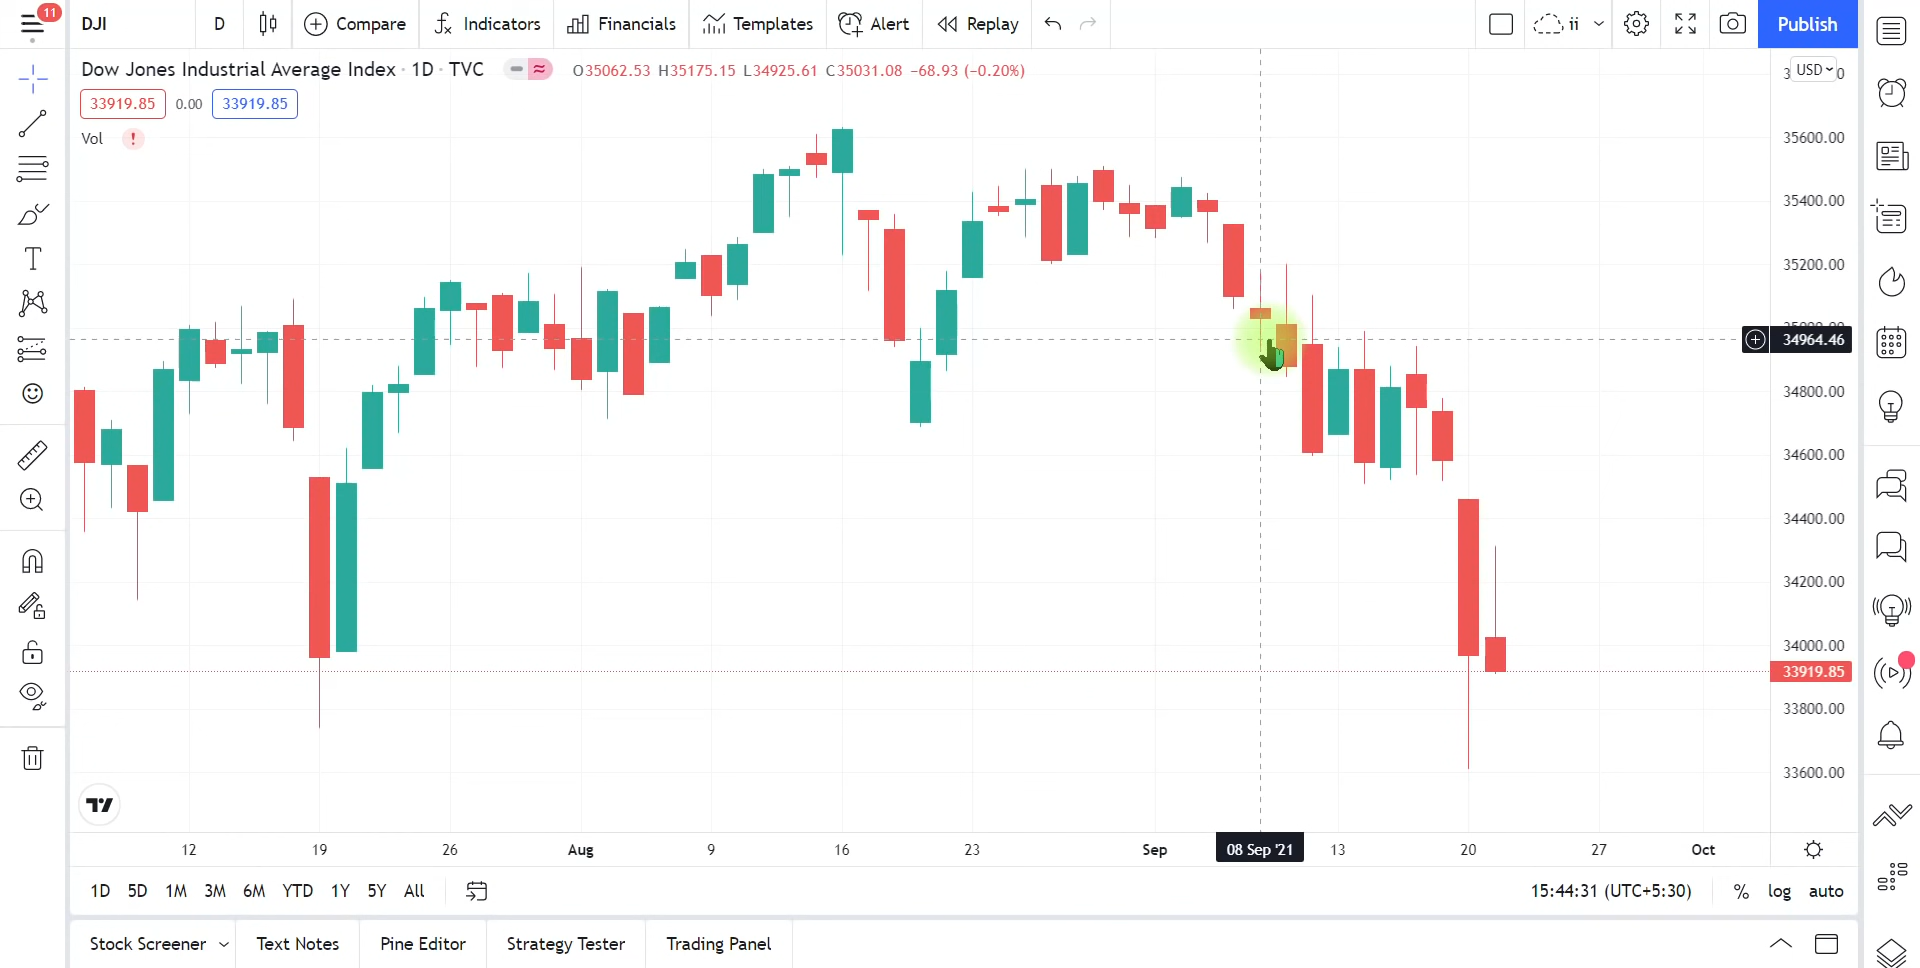 11
DJI
D
Compare
Indicators
Financials
Templates
Alert
Replay
ii
Publish
Dow Jones Industrial Average Index · 1D · TVC
O35062.53 H35175.15 L34925.61 C35031.08 −68.93 (−0.20%)
USD
33919.85
0.00
33919.85
Vol
!
35600.00
35400.00
35200.00
34964.46
34800.00
34600.00
34400.00
34200.00
34000.00
33919.85
33800.00
33600.00
12
19
26
Aug
9
16
23
Sep
08 Sep '21
13
20
27
Oct
1D 5D 1M 3M 6M YTD 1Y 5Y All
15:44:31 (UTC+5:30)
%
log
auto
Stock Screener
Text Notes
Pine Editor
Strategy Tester
Trading Panel